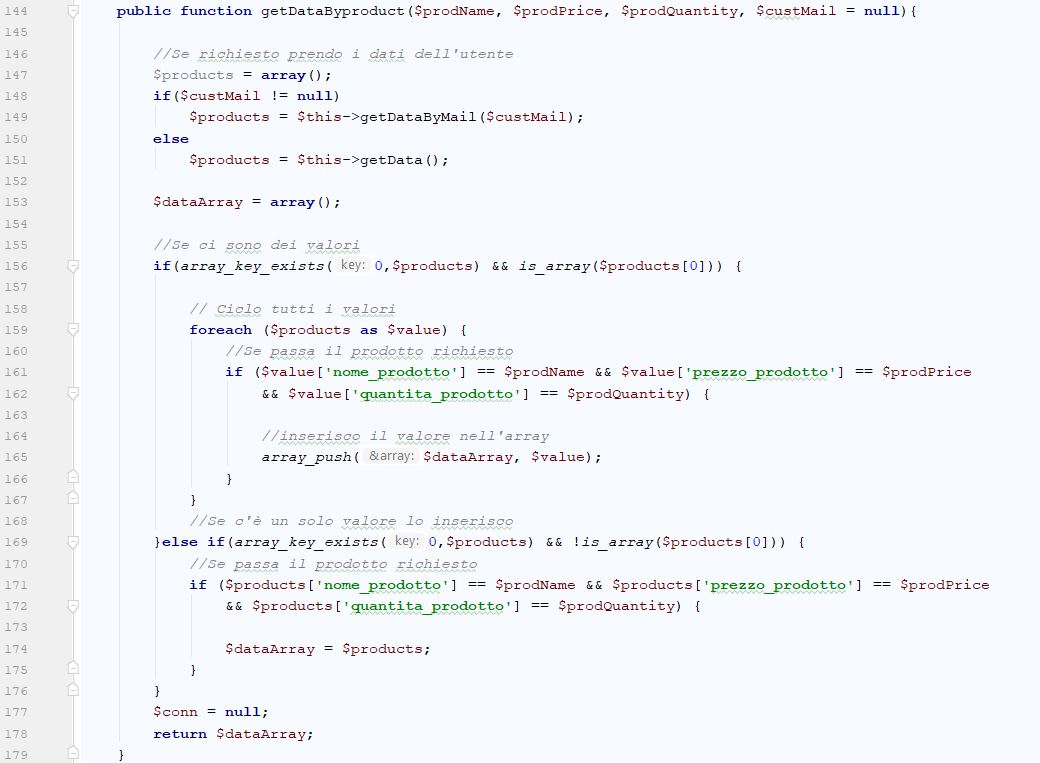 144 public function getDataByproduct($prodName, $prodPrice, $prodQuantity, $custMail = null){
145
146 //Se richiesto prendo i dati dell'utente
147 $products = array();
148 if($custMail != null)
149 $products = $this->getDataByMail($custMail);
150 else
151 $products = $this->getData();
152
153 $dataArray = array();
154
155 //Se ci sono dei valori
156 if(array_key_exists( key: 0,$products) && is_array($products[0])) {
157
158 // Ciclo tutti i valori
159 foreach ($products as $value) {
160 //Se passa il prodotto richiesto
161 if ($value['nome_prodotto'] == $prodName && $value['prezzo_prodotto'] == $prodPrice
162 && $value['quantita_prodotto'] == $prodQuantity) {
163
164 //inserisco il valore nell'array
165 array_push( &array: $dataArray, $value);
166 }
167 }
168 //Se c'è un solo valore lo inserisco
169 }else if(array_key_exists( key: 0,$products) && !is_array($products[0])) {
170 //Se passa il prodotto richiesto
171 if ($products['nome_prodotto'] == $prodName && $products['prezzo_prodotto'] == $prodPrice
172 && $products['quantita_prodotto'] == $prodQuantity) {
173
174 $dataArray = $products;
175 }
176 }
177 $conn = null;
178 return $dataArray;
179 }